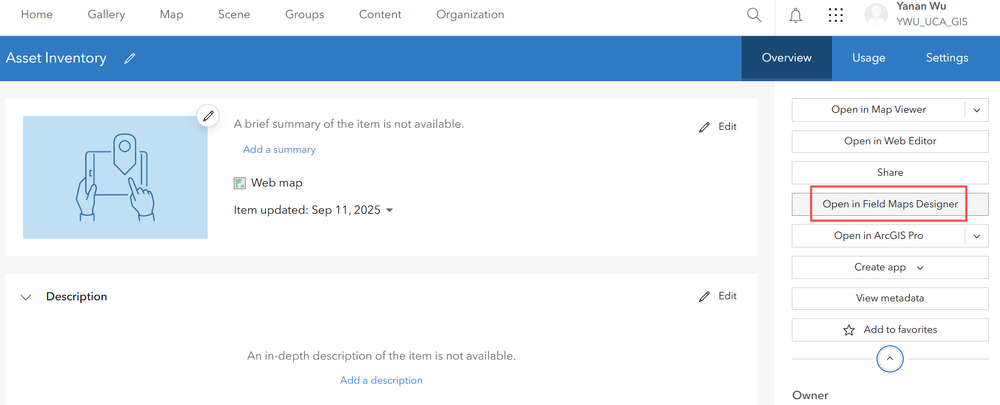 Home Gallery Map Scene Groups Content Organization
Yanan Wu
YWU_UCA_GIS
Asset Inventory
Overview Usage Settings
A brief summary of the item is not available.
Edit
Add a summary
Web map
Item updated: Sep 11, 2025
Description
Edit
An in-depth description of the item is not available.
Add a description
Open in Map Viewer
Open in Web Editor
Share
Open in Field Maps Designer
Open in ArcGIS Pro
Create app
View metadata
Add to favorites
Owner